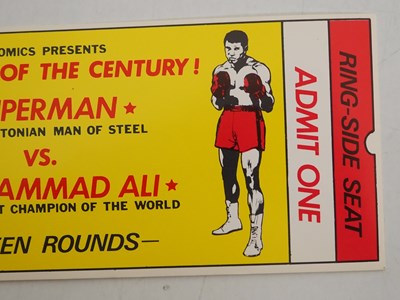 OMICS PRESENTS
OF THE CENTURY!
PERMAN ★
TONIAN MAN OF STEEL
VS.
AMMAD ALI ★
T CHAMPION OF THE WORLD
EEN ROUNDS—
ADMIT ONE
RING-SIDE SEAT